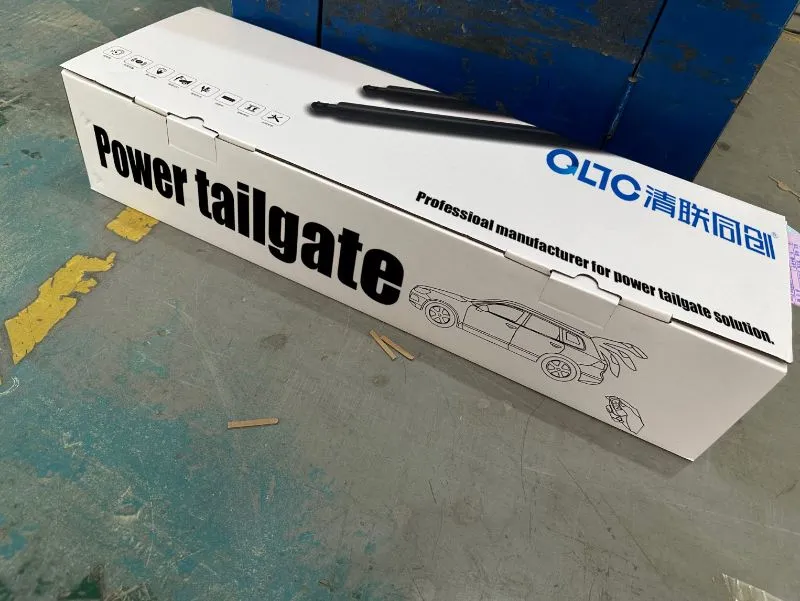 QLTC 清联同创®
Professioal manufacturer for power tailgate solution.
Power tailgate